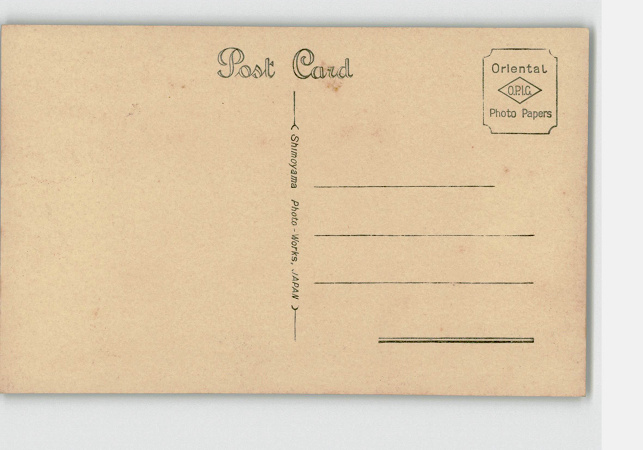 Post Card
Oriental
O.P.I.C.
Photo Papers
Shimoyama Photo-Works, JAPAN